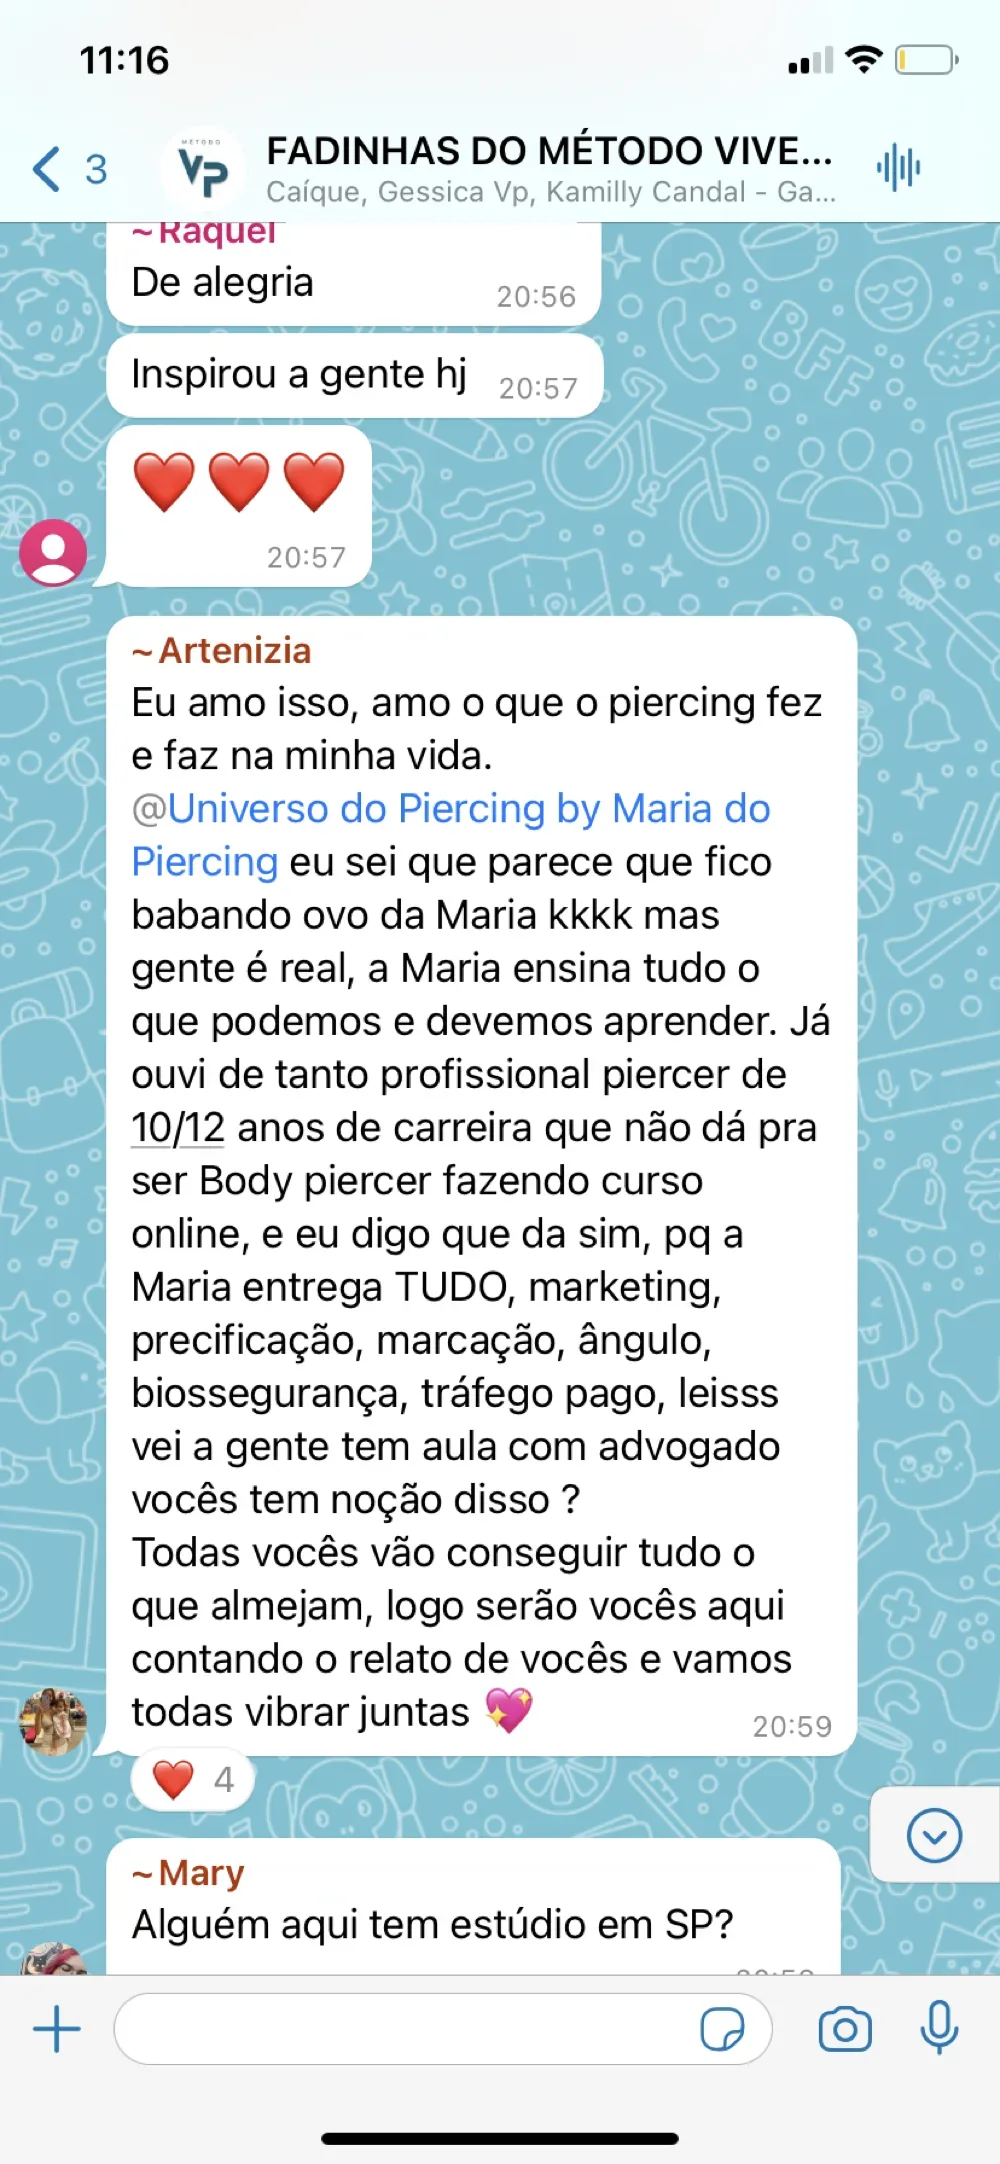 11:16
3
MÉTODO
VP
FADINHAS DO MÉTODO VIVE...
Caíque, Gessica Vp, Kamilly Candal - Ga...
~Raquel
De alegria
20:56
Inspirou a gente hj
20:57
❤️❤️❤️
20:57
~Artenizia
Eu amo isso, amo o que o piercing fez
e faz na minha vida.
@Universo do Piercing by Maria do
Piercing eu sei que parece que fico
babando ovo da Maria kkkk mas
gente é real, a Maria ensina tudo o
que podemos e devemos aprender. Já
ouvi de tanto profissional piercer de
10/12 anos de carreira que não dá pra
ser Body piercer fazendo curso
online, e eu digo que da sim, pq a
Maria entrega TUDO, marketing,
precificação, marcação, ângulo,
biossegurança, tráfego pago, leisss
vei a gente tem aula com advogado
vocês tem noção disso ?
Todas vocês vão conseguir tudo o
que almejam, logo serão vocês aqui
contando o relato de vocês e vamos
todas vibrar juntas 💖
20:59
❤️ 4
~Mary
Alguém aqui tem estúdio em SP?